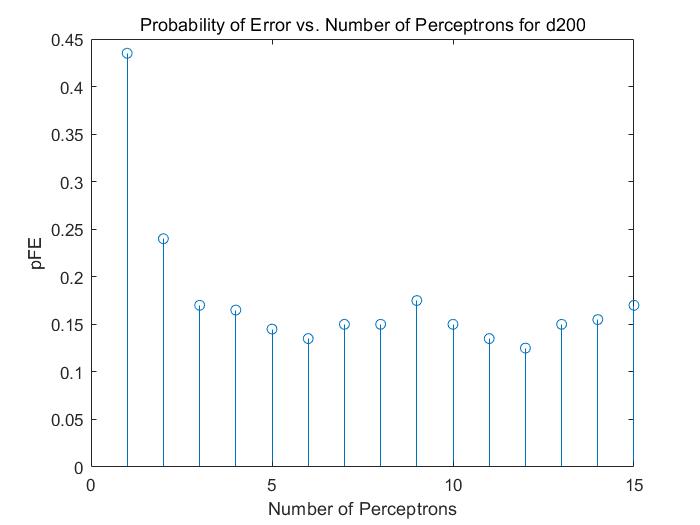 Probability of Error vs. Number of Perceptrons for d200
0.45
0.4
0.35
0.3
0.25
0.2
0.15
0.1
0.05
0
pFE
0 5 10 15
Number of Perceptrons